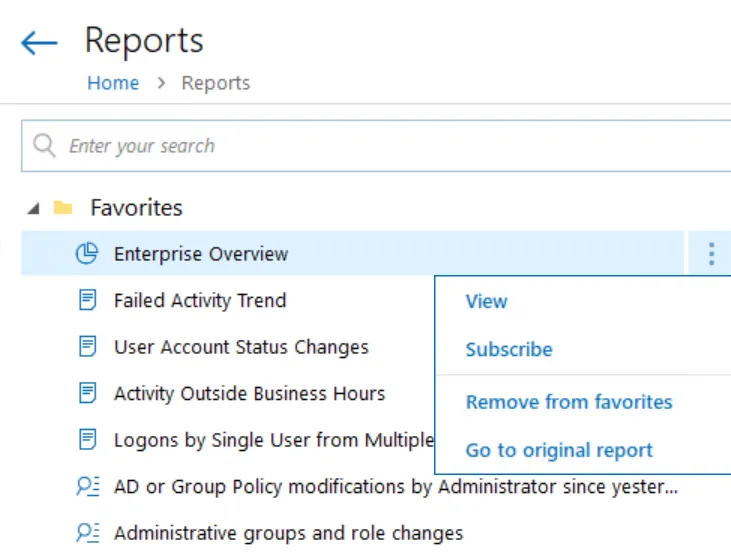 Reports
Home > Reports
Enter your search
Favorites
Enterprise Overview
Failed Activity Trend
View
User Account Status Changes
Subscribe
Activity Outside Business Hours
Remove from favorites
Logons by Single User from Multiple
Go to original report
AD or Group Policy modifications by Administrator since yester...
Administrative groups and role changes